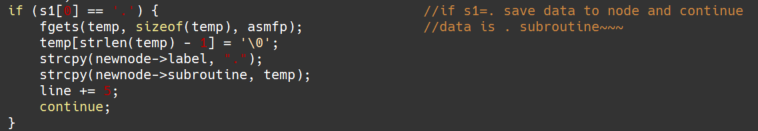 if (s1[0] == '.') { //if s1=. save data to node and continue
fgets(temp, sizeof(temp), asmfp); //data is . subroutine~~~
temp[strlen(temp) - 1] = '\0';
strcpy(newnode->label, ".");
strcpy(newnode->subroutine, temp);
line += 5;
continue;
}